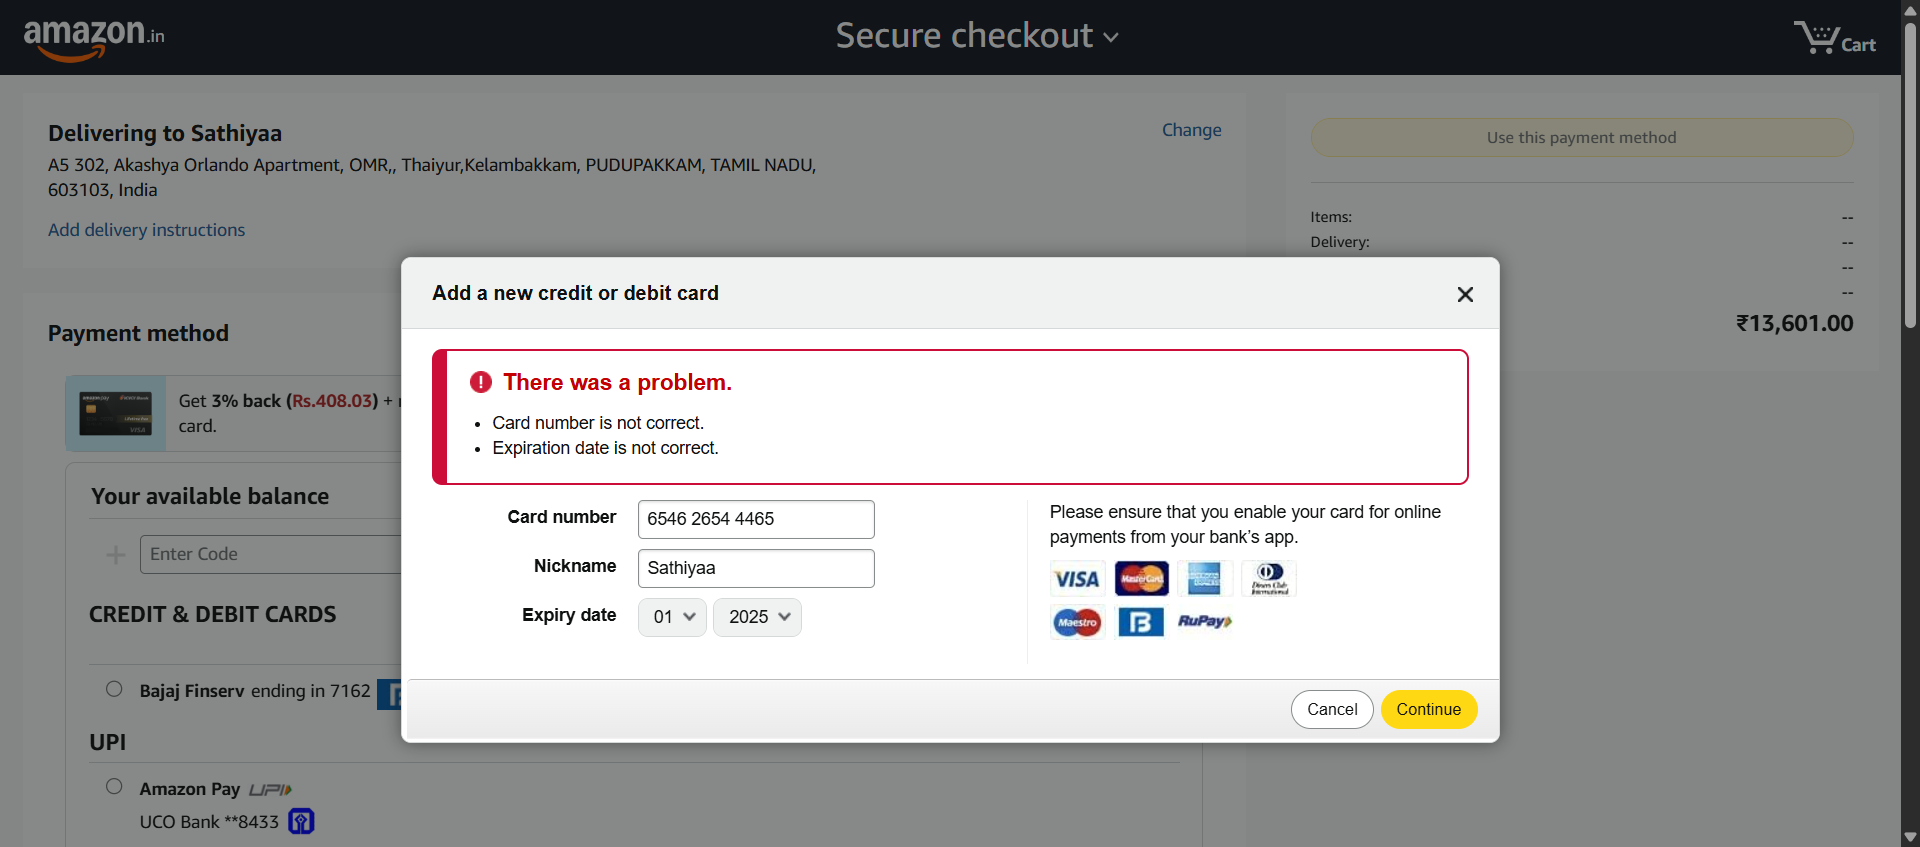 amazon.in
Secure checkout
Cart
Delivering to Sathiyaa
Change
A5 302, Akashya Orlando Apartment, OMR,, Thaiyur,Kelambakkam, PUDUPAKKAM, TAMIL NADU,
603103, India
Add delivery instructions
Use this payment method
Items: --
Delivery: --
--
--
₹13,601.00
Payment method
Get 3% back (Rs.408.03) +
card.
Your available balance
Enter Code
CREDIT & DEBIT CARDS
Bajaj Finserv ending in 7162
UPI
Amazon Pay UPI
UCO Bank **8433
Add a new credit or debit card
There was a problem.
• Card number is not correct.
• Expiration date is not correct.
Card number 6546 2654 4465
Nickname Sathiyaa
Expiry date 01 2025
Please ensure that you enable your card for online
payments from your bank’s app.
VISA MasterCard AMERICAN EXPRESS Diners Club International
Maestro B RuPay
Cancel Continue